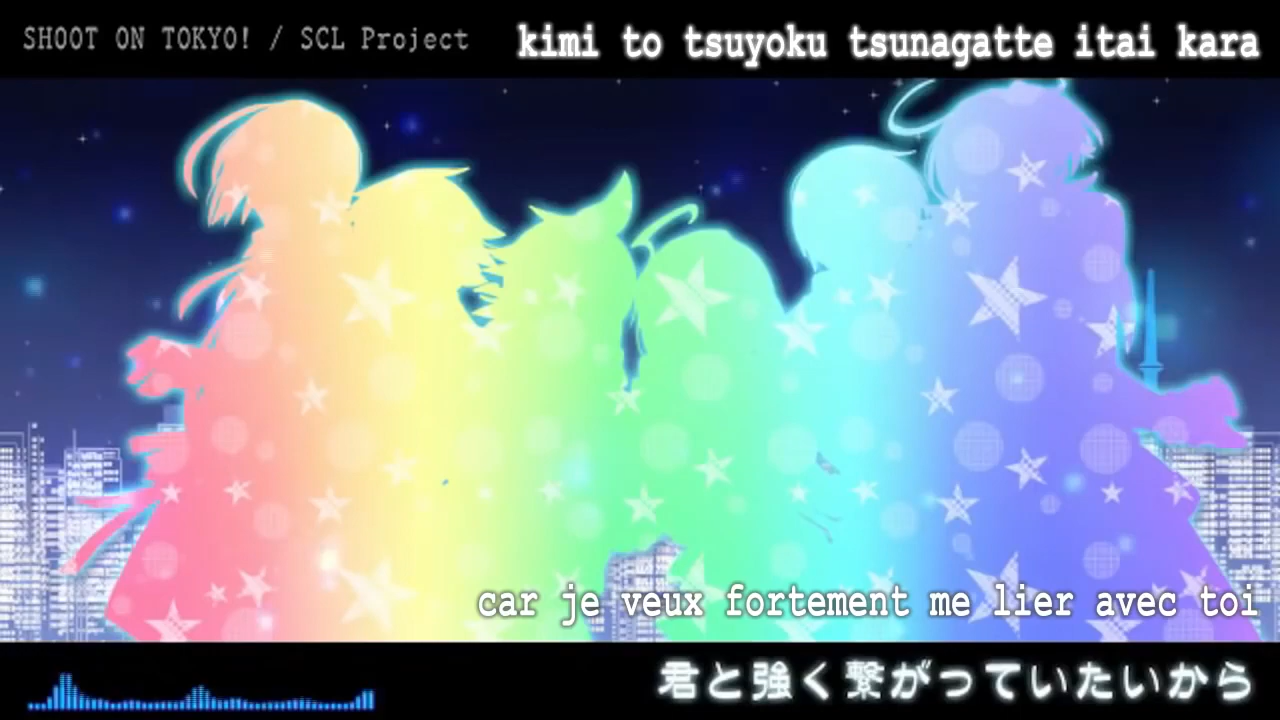 SHOOT ON TOKYO! / SCL Project
kimi to tsuyoku tsunagatte itai kara
car je veux fortement me lier avec toi
君と強く繋がっていたいから